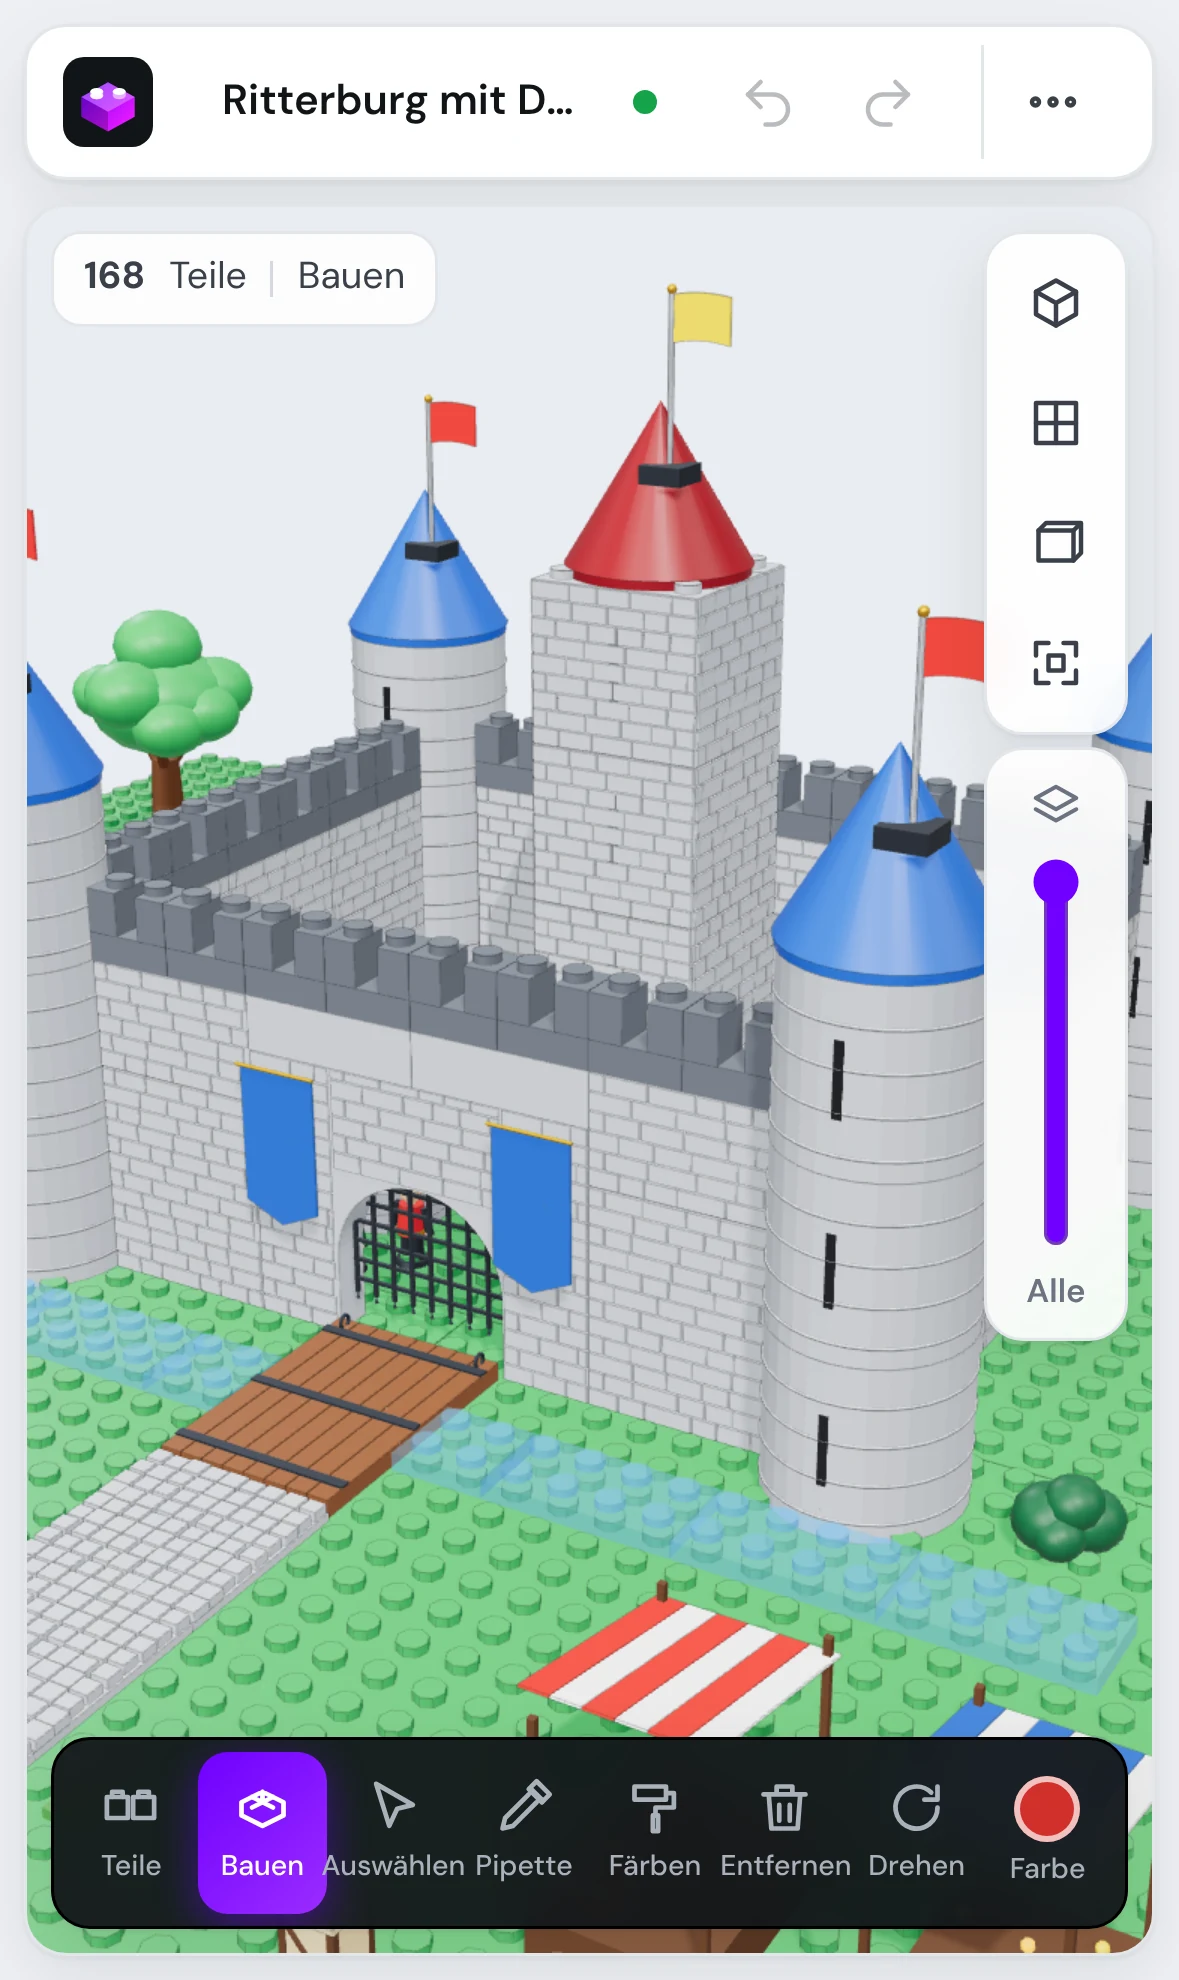 Ritterburg mit D...
168 Teile | Bauen
Alle
Teile Bauen Auswählen Pipette Färben Entfernen Drehen Farbe